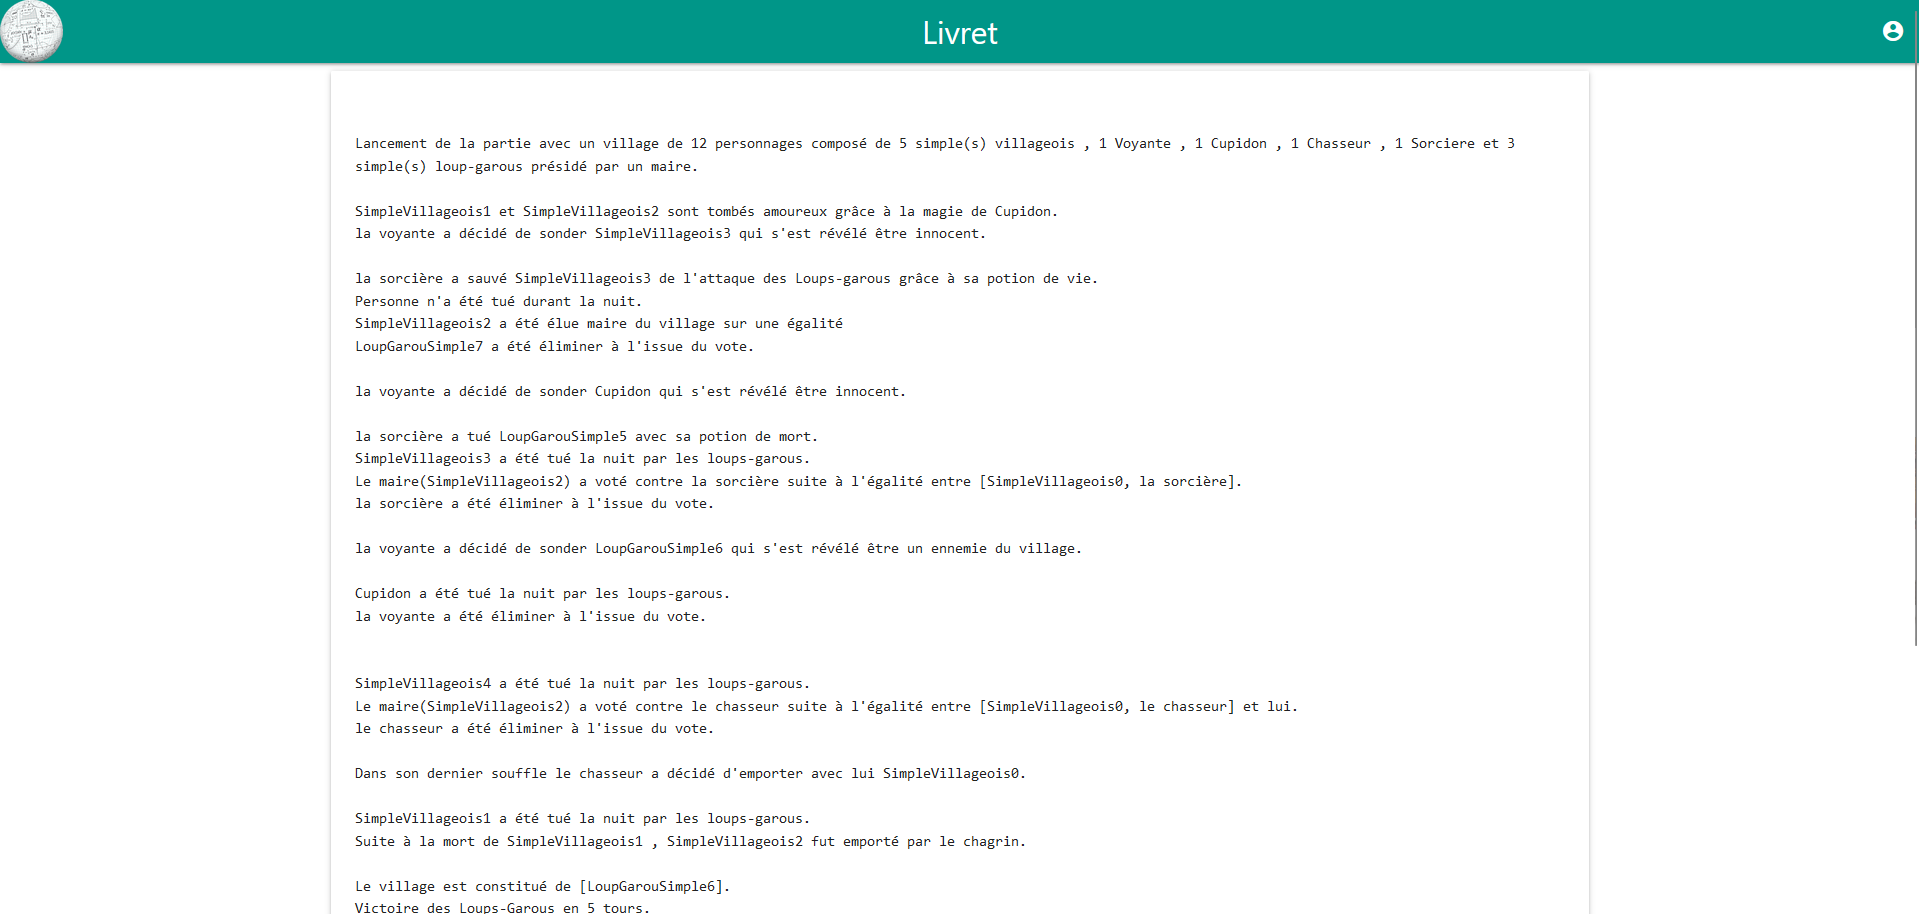 Livret
Lancement de la partie avec un village de 12 personnages composé de 5 simple(s) villageois , 1 Voyante , 1 Cupidon , 1 Chasseur , 1 Sorciere et 3
simple(s) loup-garous présidé par un maire.
SimpleVillageois1 et SimpleVillageois2 sont tombés amoureux grâce à la magie de Cupidon.
la voyante a décidé de sonder SimpleVillageois3 qui s'est révélé être innocent.
la sorcière a sauvé SimpleVillageois3 de l'attaque des Loups-garous grâce à sa potion de vie.
Personne n'a été tué durant la nuit.
SimpleVillageois2 a été élue maire du village sur une égalité
LoupGarouSimple7 a été éliminer à l'issue du vote.
la voyante a décidé de sonder Cupidon qui s'est révélé être innocent.
la sorcière a tué LoupGarouSimple5 avec sa potion de mort.
SimpleVillageois3 a été tué la nuit par les loups-garous.
Le maire(SimpleVillageois2) a voté contre la sorcière suite à l'égalité entre [SimpleVillageois0, la sorcière].
la sorcière a été éliminer à l'issue du vote.
la voyante a décidé de sonder LoupGarouSimple6 qui s'est révélé être un ennemie du village.
Cupidon a été tué la nuit par les loups-garous.
la voyante a été éliminer à l'issue du vote.
SimpleVillageois4 a été tué la nuit par les loups-garous.
Le maire(SimpleVillageois2) a voté contre le chasseur suite à l'égalité entre [SimpleVillageois0, le chasseur] et lui.
le chasseur a été éliminer à l'issue du vote.
Dans son dernier souffle le chasseur a décidé d'emporter avec lui SimpleVillageois0.
SimpleVillageois1 a été tué la nuit par les loups-garous.
Suite à la mort de SimpleVillageois1 , SimpleVillageois2 fut emporté par le chagrin.
Le village est constitué de [LoupGarouSimple6].
Victoire des Loups-Garous en 5 tours.